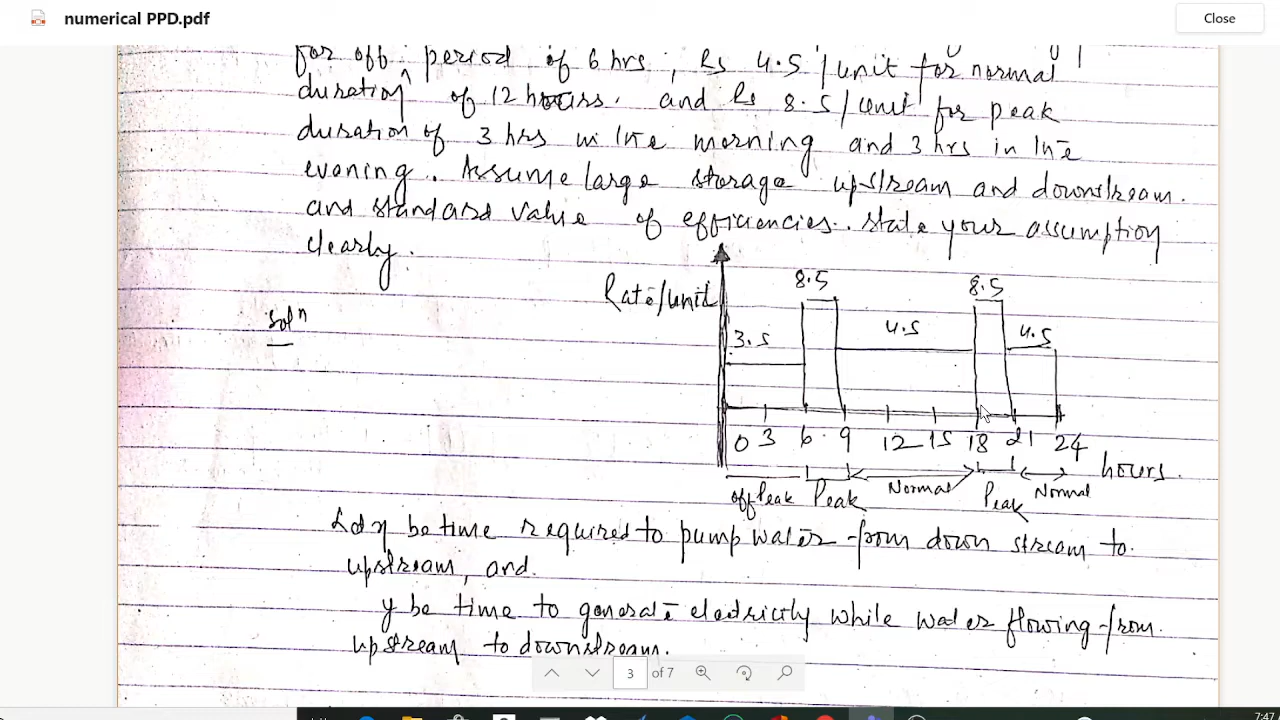 numerical PPD.pdf
Close
for off period of 6 hrs, Rs 4.5/unit for normal
duration of 12 hours. and Rs 8.5/unit for peak
duration of 3 hrs in the morning and 3 hrs in the
evening. Assume large storage upstream and downstream.
and standard value of efficiencies. state your assumption
clearly.
Soln
Rate/unit
8.5 8.5
3.5 4.5 4.5
0 3 6 9 12 15 18 21 24
hours.
off Peak Peak Normal Peak Normal
Let x be time required to pump water from down stream to
upstream, and.
y be time to generate electricity while water flowing from
upstream to downstream.
3 of 7
7:47